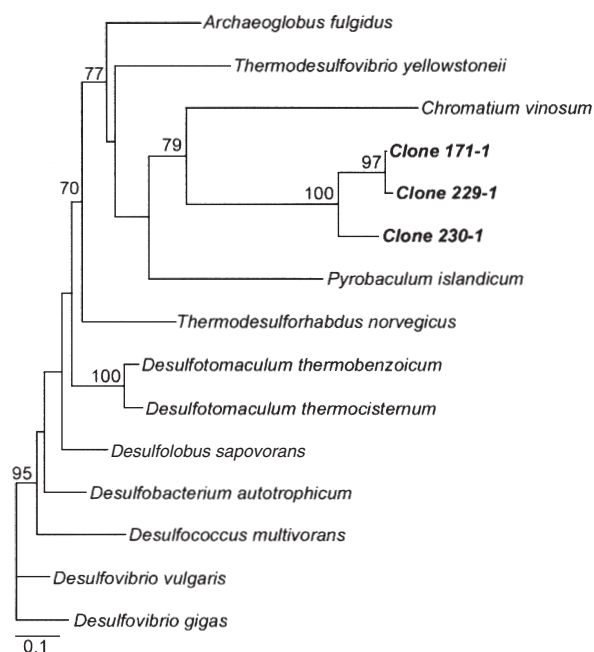 Archaeoglobus fulgidus
Thermodesulfovibrio yellowstoneii
77
Chromatium vinosum
79
Clone 171-1
97
Clone 229-1
70
100
Clone 230-1
Pyrobaculum islandicum
Thermodesulforhabdus norvegicus
Desulfotomaculum thermobenzoicum
100
Desulfotomaculum thermocisternum
Desulfolobus sapovorans
95
Desulfobacterium autotrophicum
Desulfococcus multivorans
Desulfovibrio vulgaris
Desulfovibrio gigas
0.1